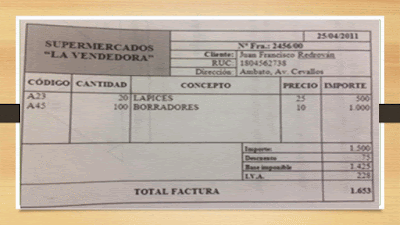 25/04/2011
SUPERMERCADOS
"LA VENDEDORA"
Nº Fra.: 2456/00
Cliente: Juan Francisco Redrován
RUC: 1804562738
Dirección: Ambato, Av. Cevallos
CÓDIGO CANTIDAD CONCEPTO PRECIO IMPORTE
A23 20 LAPICES 25 500
A45 100 BORRADORES 10 1.000
Importe: 1.500
Descuento 75
Base imponible 1.425
I.V.A. 228
TOTAL FACTURA 1.653